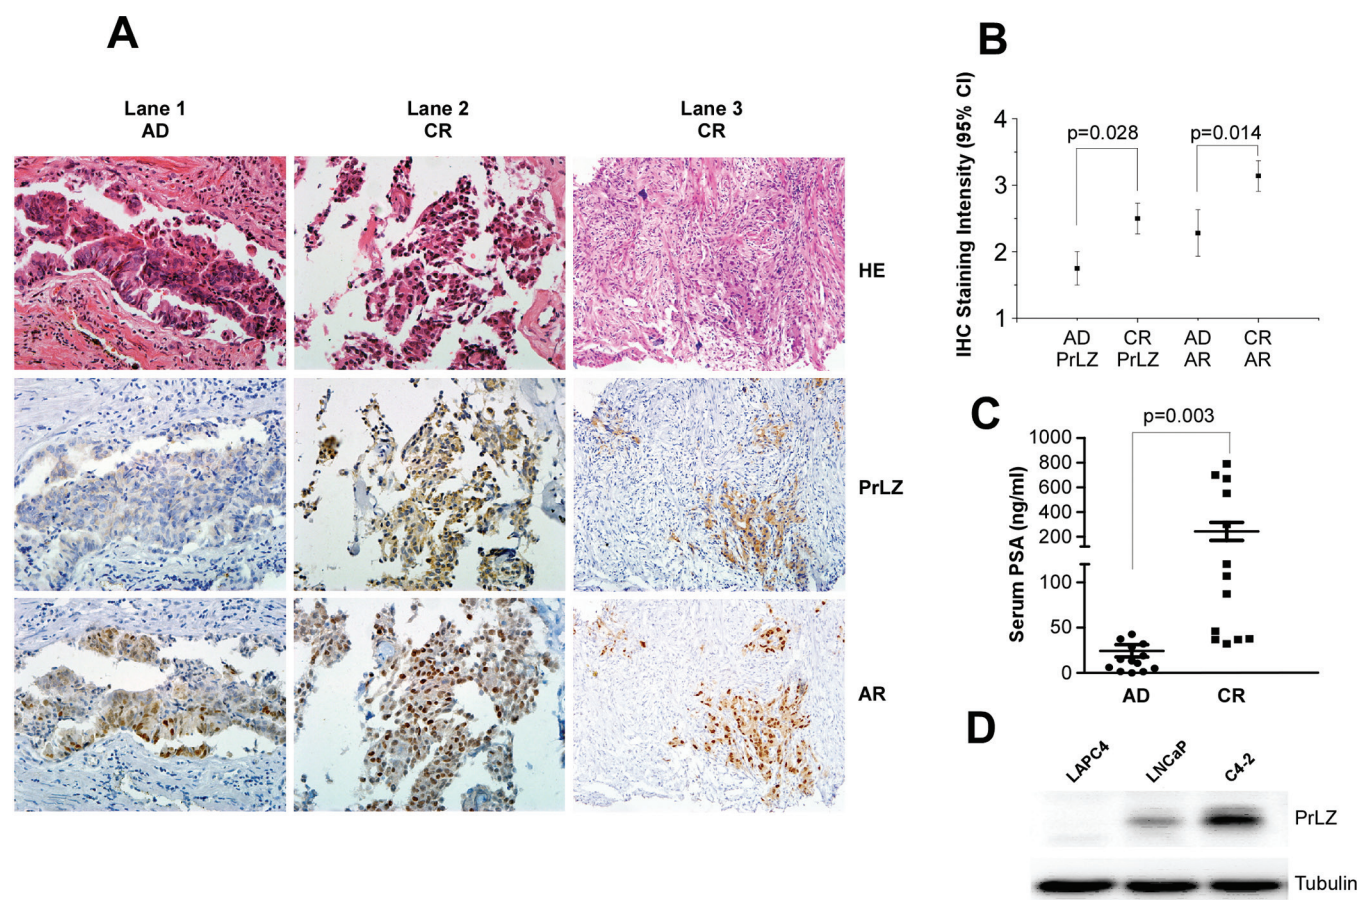 A
Lane 1
AD
Lane 2
CR
Lane 3
CR
HE
PrLZ
AR
B
IHC Staining Intensity (95% CI)
4
3
2
1
p=0.028
p=0.014
AD
PrLZ
CR
PrLZ
AD
AR
CR
AR
C
Serum PSA (ng/ml)
p=0.003
1000
800
600
400
200
100
50
0
AD
CR
D
LAPC4
LNCaP
C4-2
PrLZ
Tubulin